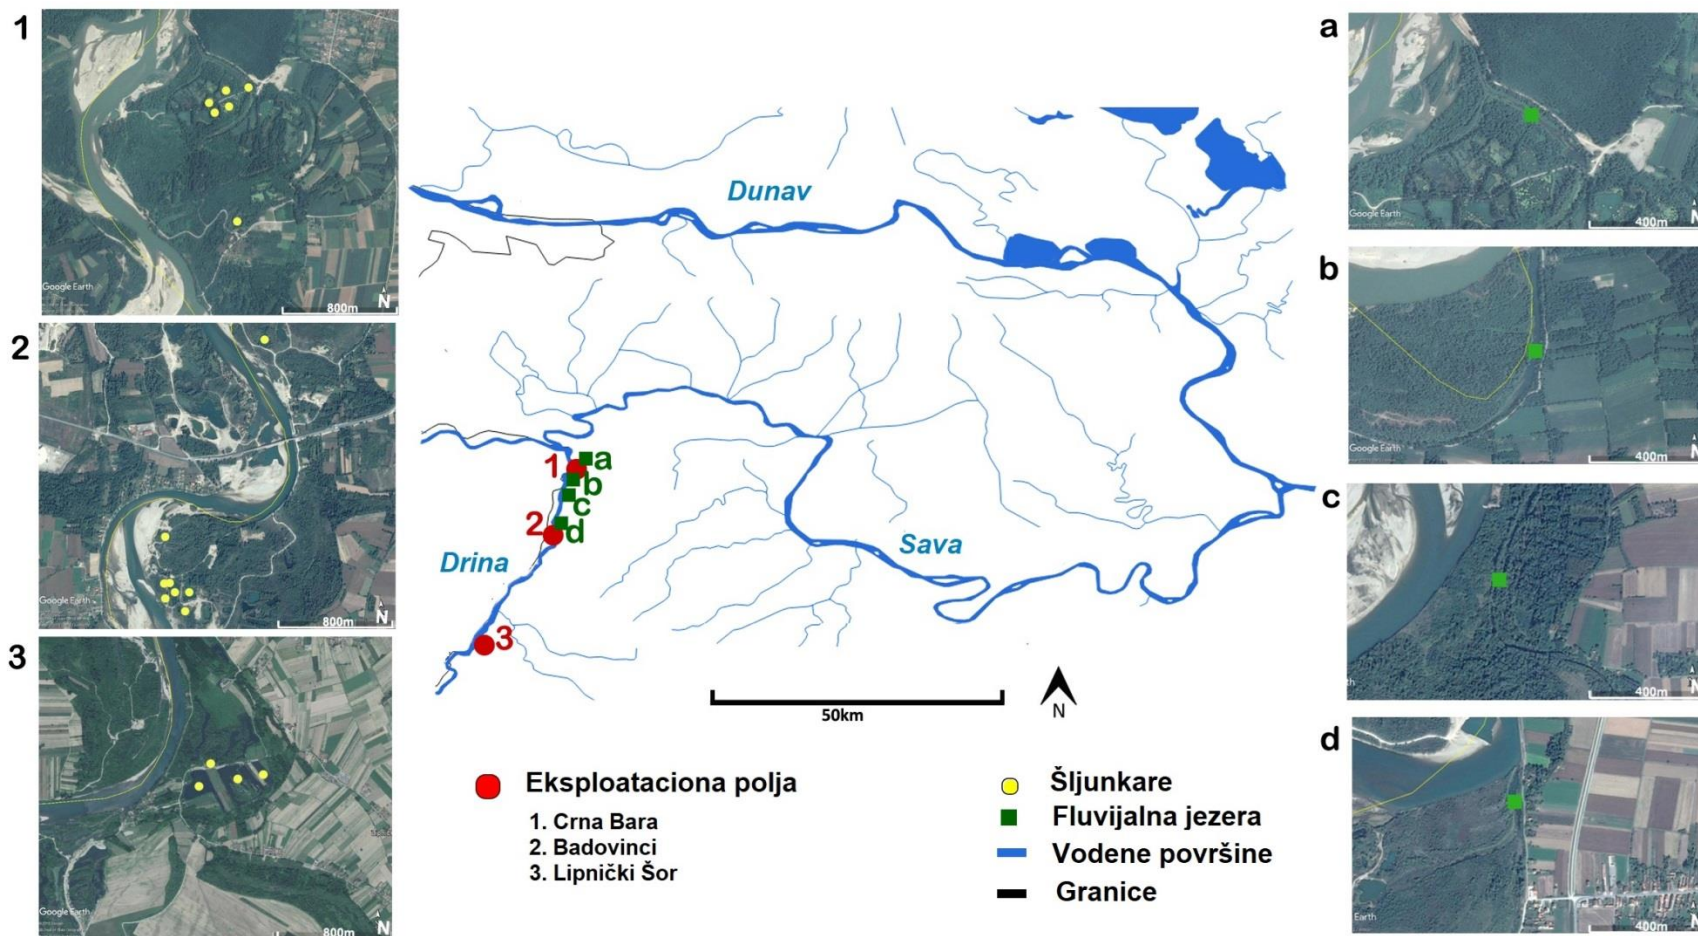 1
Google Earth
800m
N
2
Google Earth
800m
N
3
Google Earth
800m
N
Dunav
Sava
Drina
1
a
b
c
2
d
3
50km
N
Eksploataciona polja
1. Crna Bara
2. Badovinci
3. Lipnički Šor
Šljunkare
Fluvijalna jezera
Vodene površine
Granice
a
Google Earth
400m
N
b
Google Earth
400m
N
c
400m
N
d
Earth
400m
N